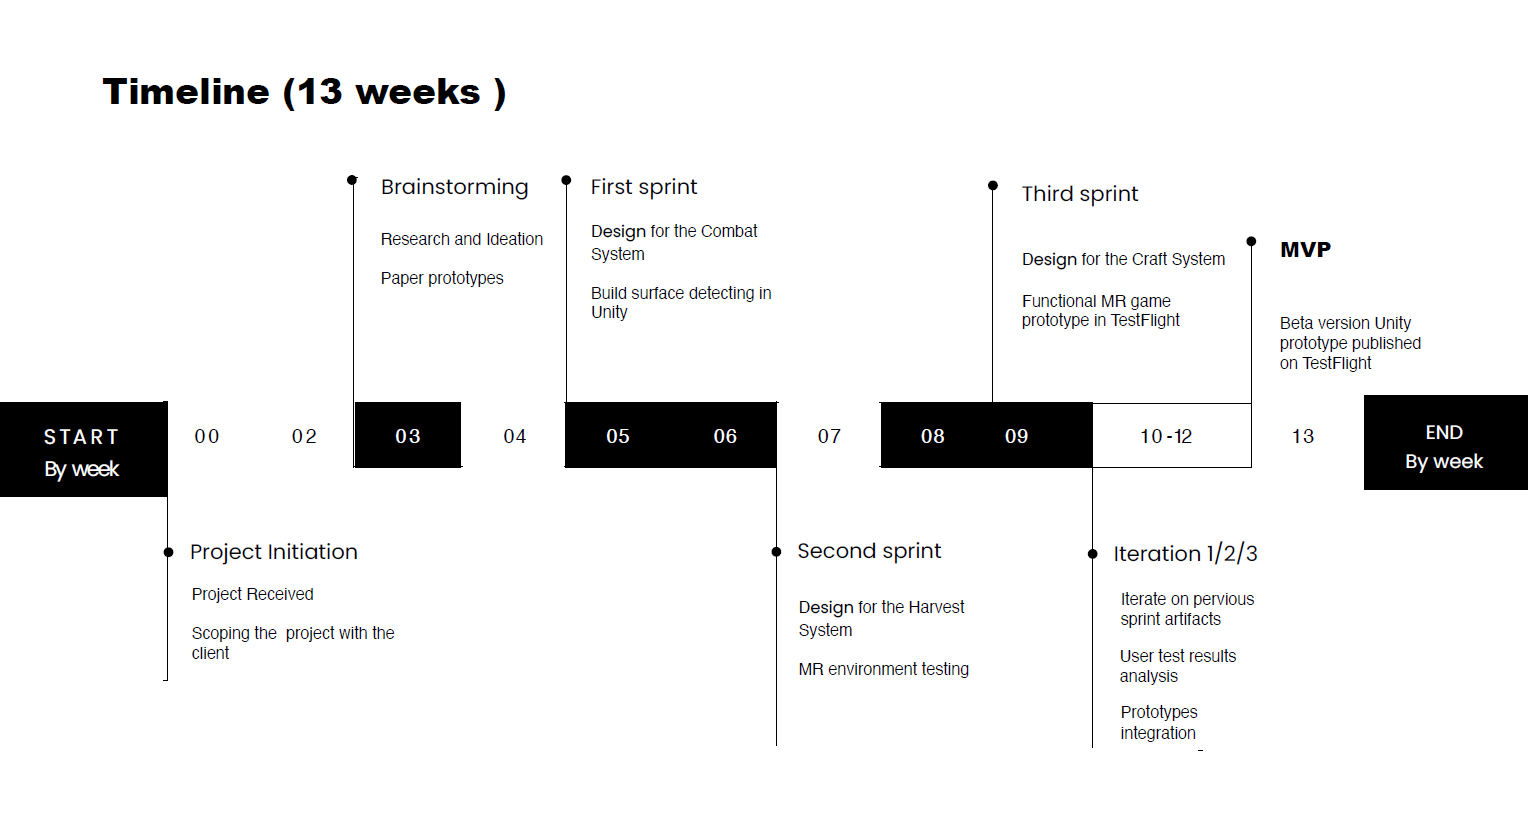 Timeline (13 weeks )
Brainstorming
Research and Ideation
Paper prototypes
First sprint
Design for the Combat
System
Build surface detecting in
Unity
Third sprint
Design for the Craft System
Functional MR game
prototype in TestFlight
MVP
Beta version Unity
prototype published
on TestFlight
START
By week
00
02
03
04
05
06
07
08
09
10-12
13
END
By week
Project Initiation
Project Received
Scoping the project with the
client
Second sprint
Design for the Harvest
System
MR environment testing
Iteration 1/2/3
Iterate on pervious
sprint artifacts
User test results
analysis
Prototypes
integration